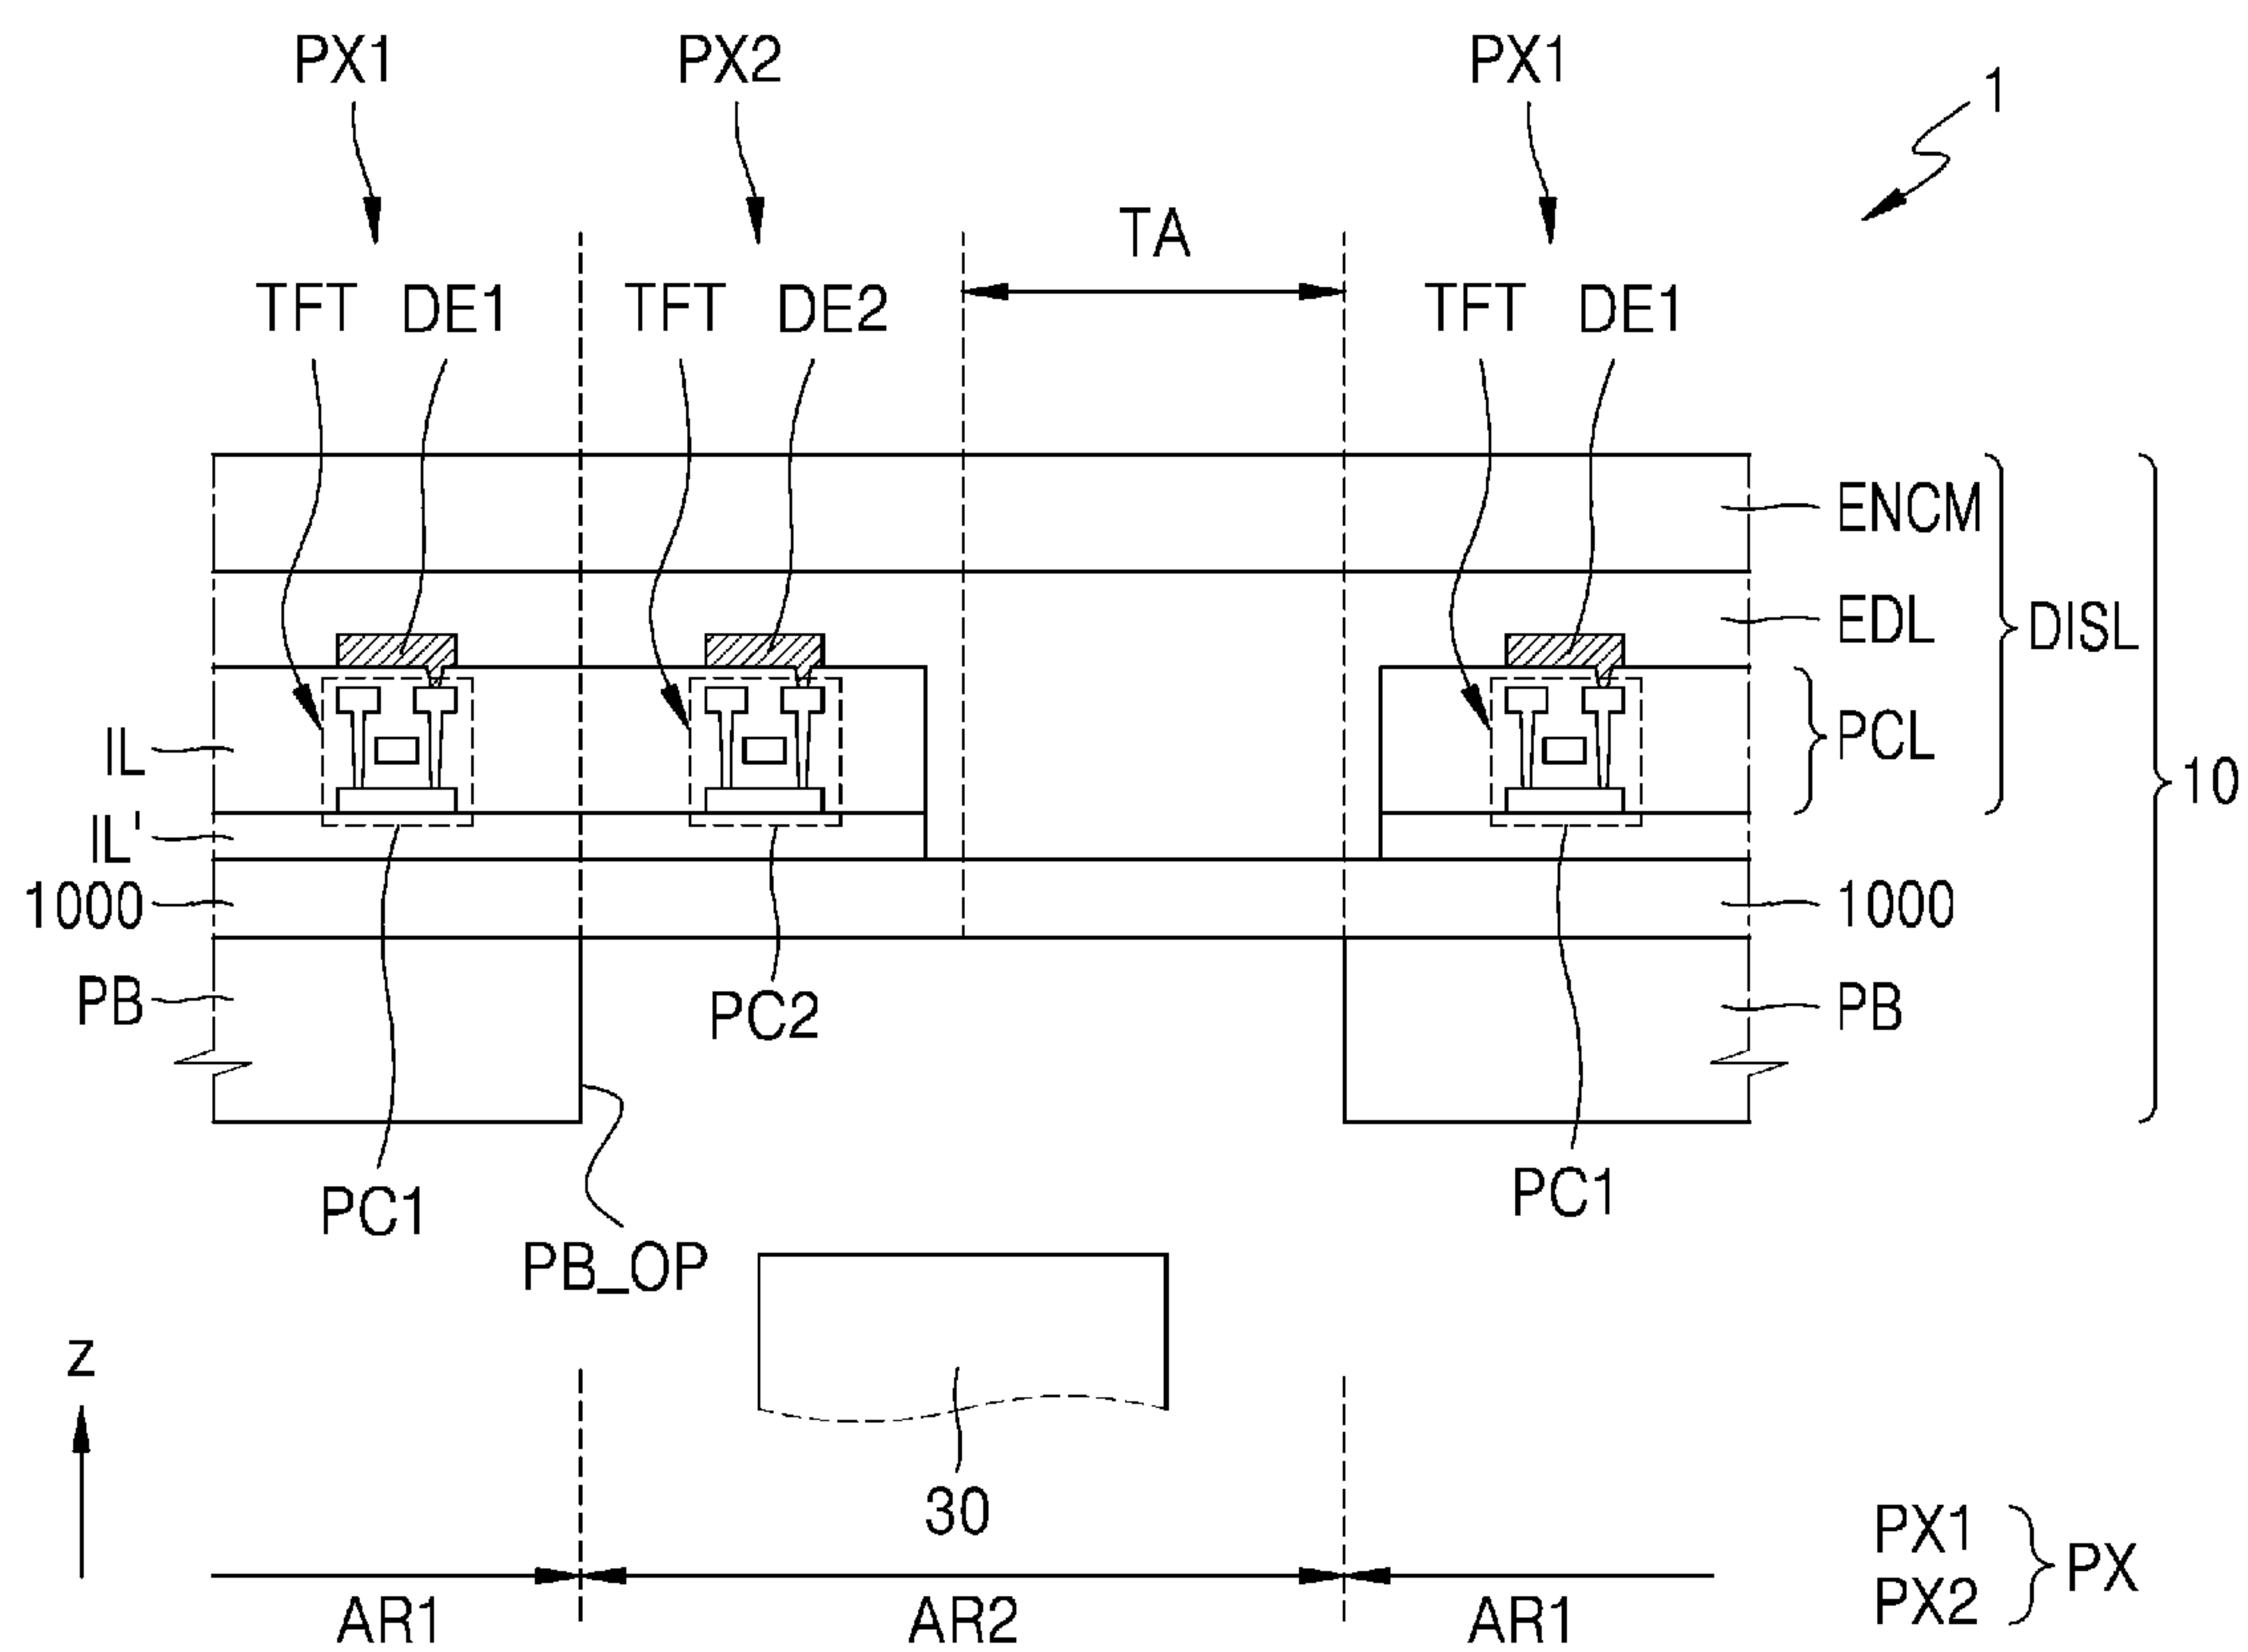 PX1 PX2 PX1 1
TA
TFT DE1 TFT DE2 TFT DE1
ENCM
EDL
DISL
IL PCL
10
IL'
1000 1000
PB PC2 PB
PC1 PC1
PB_OP
z
30
PX1
PX
PX2
AR1 AR2 AR1